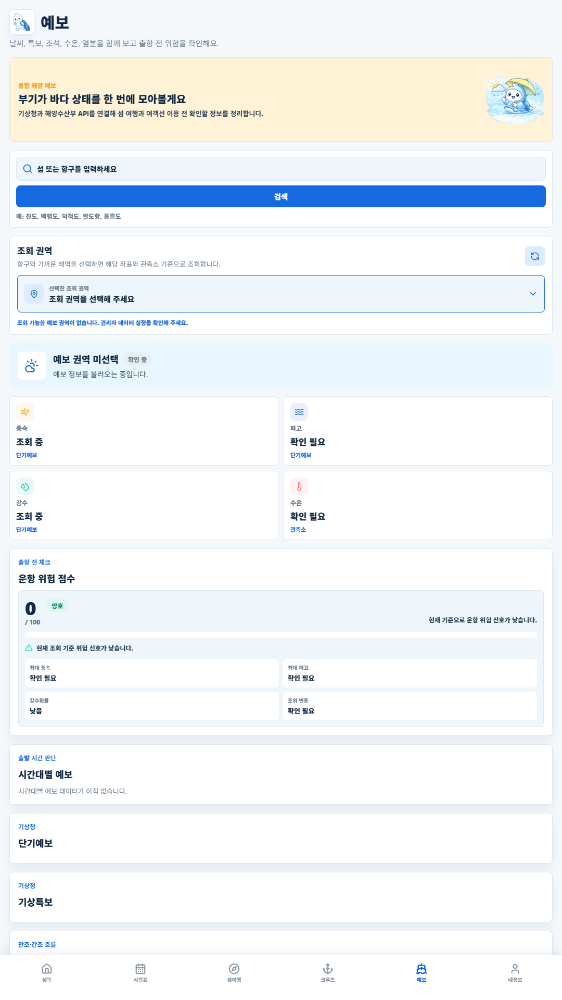 예보
날씨, 특보, 조석, 수온, 염분을 함께 보고 출항 전 위험을 확인해요.
통합 해양 예보
부기가 바다 상태를 한 번에 모아볼게요
기상청과 해양수산부 API를 연결해 섬 여행과 여객선 이용 전 확인할 정보를 정리합니다.
섬 또는 항구를 입력하세요
검색
예: 진도, 백령도, 덕적도, 완도항, 울릉도
조회 권역
항구와 가까운 해역을 선택하면 해당 좌표와 관측소 기준으로 조회합니다.
선택한 조회 권역
조회 권역을 선택해 주세요
조회 가능한 예보 권역이 없습니다. 관리자 데이터 설정을 확인해 주세요.
예보 권역 미선택 확인 중
예보 정보를 불러오는 중입니다.
풍속
조회 중
단기예보
파고
확인 필요
단기예보
강수
조회 중
단기예보
수온
확인 필요
관측소
출항 전 체크
운항 위험 점수
0 양호
/ 100
현재 기준으로 운항 위험 신호가 낮습니다.
현재 조회 기준 위험 신호가 낮습니다.
최대 풍속
확인 필요
최대 파고
확인 필요
강수확률
낮음
조위 변동
확인 필요
출발 시간 판단
시간대별 예보
시간대별 예보 데이터가 아직 없습니다.
기상청
단기예보
기상청
기상특보
만조·간조 흐름
섬똑 시간표 섬여행 크루즈 예보 내정보